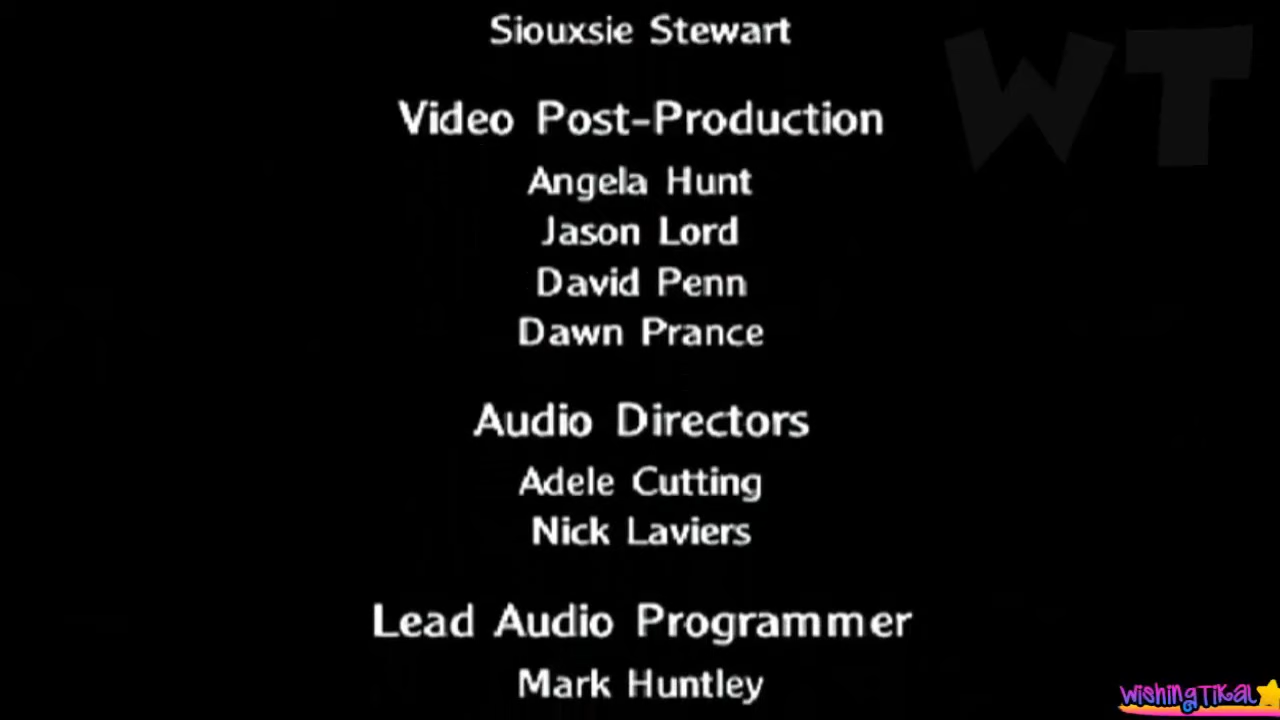 Siouxsie Stewart
WT
Video Post-Production
Angela Hunt
Jason Lord
David Penn
Dawn Prance
Audio Directors
Adele Cutting
Nick Laviers
Lead Audio Programmer
Mark Huntley
WishingTikal